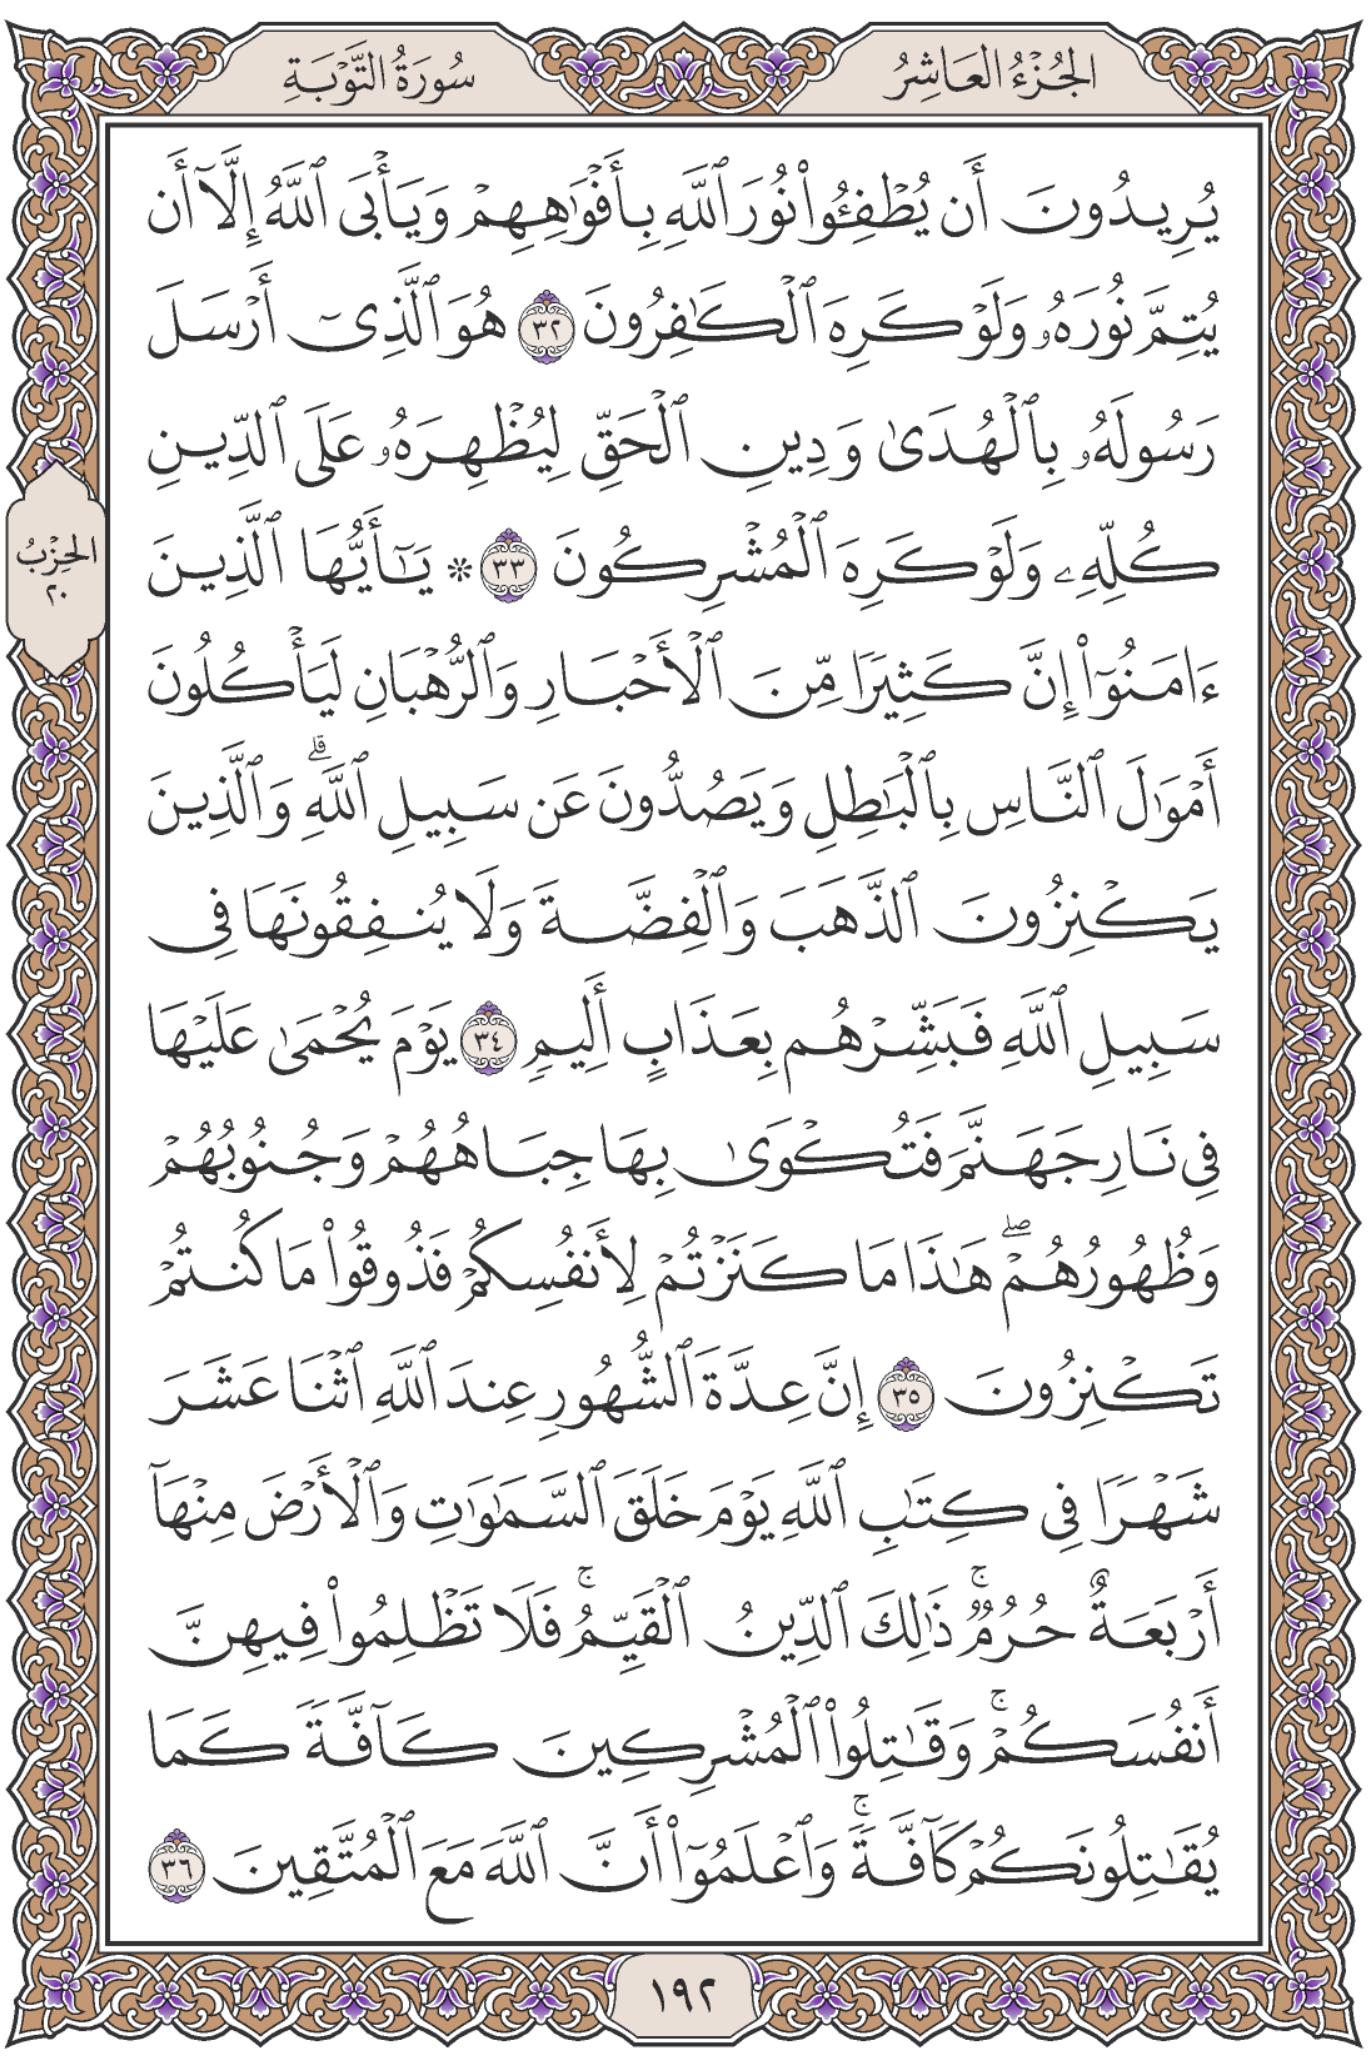 الجُزْءُ العَاشِرُ
سُورَةُ التَّوْبَةِ
يُرِيدُونَ أَن يُطْفِـُٔوا۟ نُورَ ٱللَّهِ بِأَفْوَٰهِهِمْ وَيَأْبَى ٱللَّهُ إِلَّآ أَن
يُتِمَّ نُورَهُۥ وَلَوْ كَرِهَ ٱلْكَٰفِرُونَ ٣٢ هُوَ ٱلَّذِىٓ أَرْسَلَ
رَسُولَهُۥ بِٱلْهُدَىٰ وَدِينِ ٱلْحَقِّ لِيُظْهِرَهُۥ عَلَى ٱلدِّينِ
كُلِّهِۦ وَلَوْ كَرِهَ ٱلْمُشْرِكُونَ ٣٣ * يَٰٓأَيُّهَا ٱلَّذِينَ
الحِزْبُ
٢٠
ءَامَنُوٓا۟ إِنَّ كَثِيرًا مِّنَ ٱلْأَحْبَارِ وَٱلرُّهْبَانِ لَيَأْكُلُونَ
أَمْوَٰلَ ٱلنَّاسِ بِٱلْبَٰطِلِ وَيَصُدُّونَ عَن سَبِيلِ ٱللَّهِ ۗ وَٱلَّذِينَ
يَكْنِزُونَ ٱلذَّهَبَ وَٱلْفِضَّةَ وَلَا يُنفِقُونَهَا فِى
سَبِيلِ ٱللَّهِ فَبَشِّرْهُم بِعَذَابٍ أَلِيمٍ ٣٤ يَوْمَ يُحْمَىٰ عَلَيْهَا
فِى نَارِ جَهَنَّمَ فَتُكْوَىٰ بِهَا جِبَاهُهُمْ وَجُنُوبُهُمْ
وَظُهُورُهُمْ ۖ هَٰذَا مَا كَنَزْتُمْ لِأَنفُسِكُمْ فَذُوقُوا۟ مَا كُنتُمْ
تَكْنِزُونَ ٣٥ إِنَّ عِدَّةَ ٱلشُّهُورِ عِندَ ٱللَّهِ ٱثْنَا عَشَرَ
شَهْرًا فِى كِتَٰبِ ٱللَّهِ يَوْمَ خَلَقَ ٱلسَّمَٰوَٰتِ وَٱلْأَرْضَ مِنْهَآ
أَرْبَعَةٌ حُرُمٌ ۚ ذَٰلِكَ ٱلدِّينُ ٱلْقَيِّمُ ۚ فَلَا تَظْلِمُوا۟ فِيهِنَّ
أَنفُسَكُمْ ۚ وَقَٰتِلُوا۟ ٱلْمُشْرِكِينَ كَآفَّةً كَمَا
يُقَٰتِلُونَكُمْ كَآفَّةً ۚ وَٱعْلَمُوٓا۟ أَنَّ ٱللَّهَ مَعَ ٱلْمُتَّقِينَ ٣٦
١٩٢